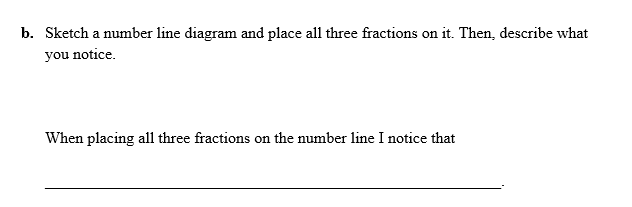 b. Sketch a number line diagram and place all three fractions on it. Then, describe what
you notice.
When placing all three fractions on the number line I notice that
.